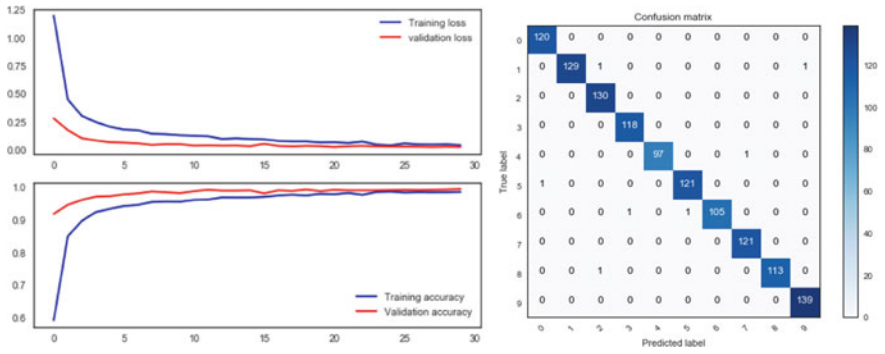 1.25
1.00
0.75
0.50
0.25
0.00
Training loss
validation loss
0 5 10 15 20 25 30
1.0
0.9
0.8
0.7
0.6
Training accuracy
Validation accuracy
0 5 10 15 20 25 30
Confusion matrix
True label
0 120 0 0 0 0 0 0 0 0 0
1 0 129 1 0 0 0 0 0 0 1
2 0 0 130 0 0 0 0 0 0 0
3 0 0 0 118 0 0 0 0 0 0
4 0 0 0 0 97 0 0 1 0 0
5 1 0 0 0 0 121 0 0 0 0
6 0 0 0 1 0 1 105 0 0 0
7 0 0 0 0 0 0 0 121 0 0
8 0 0 1 0 0 0 0 0 113 0
9 0 0 0 0 0 0 0 0 0 139
0 1 2 3 4 5 6 7 8 9
Predicted label
120
100
80
60
40
20
0